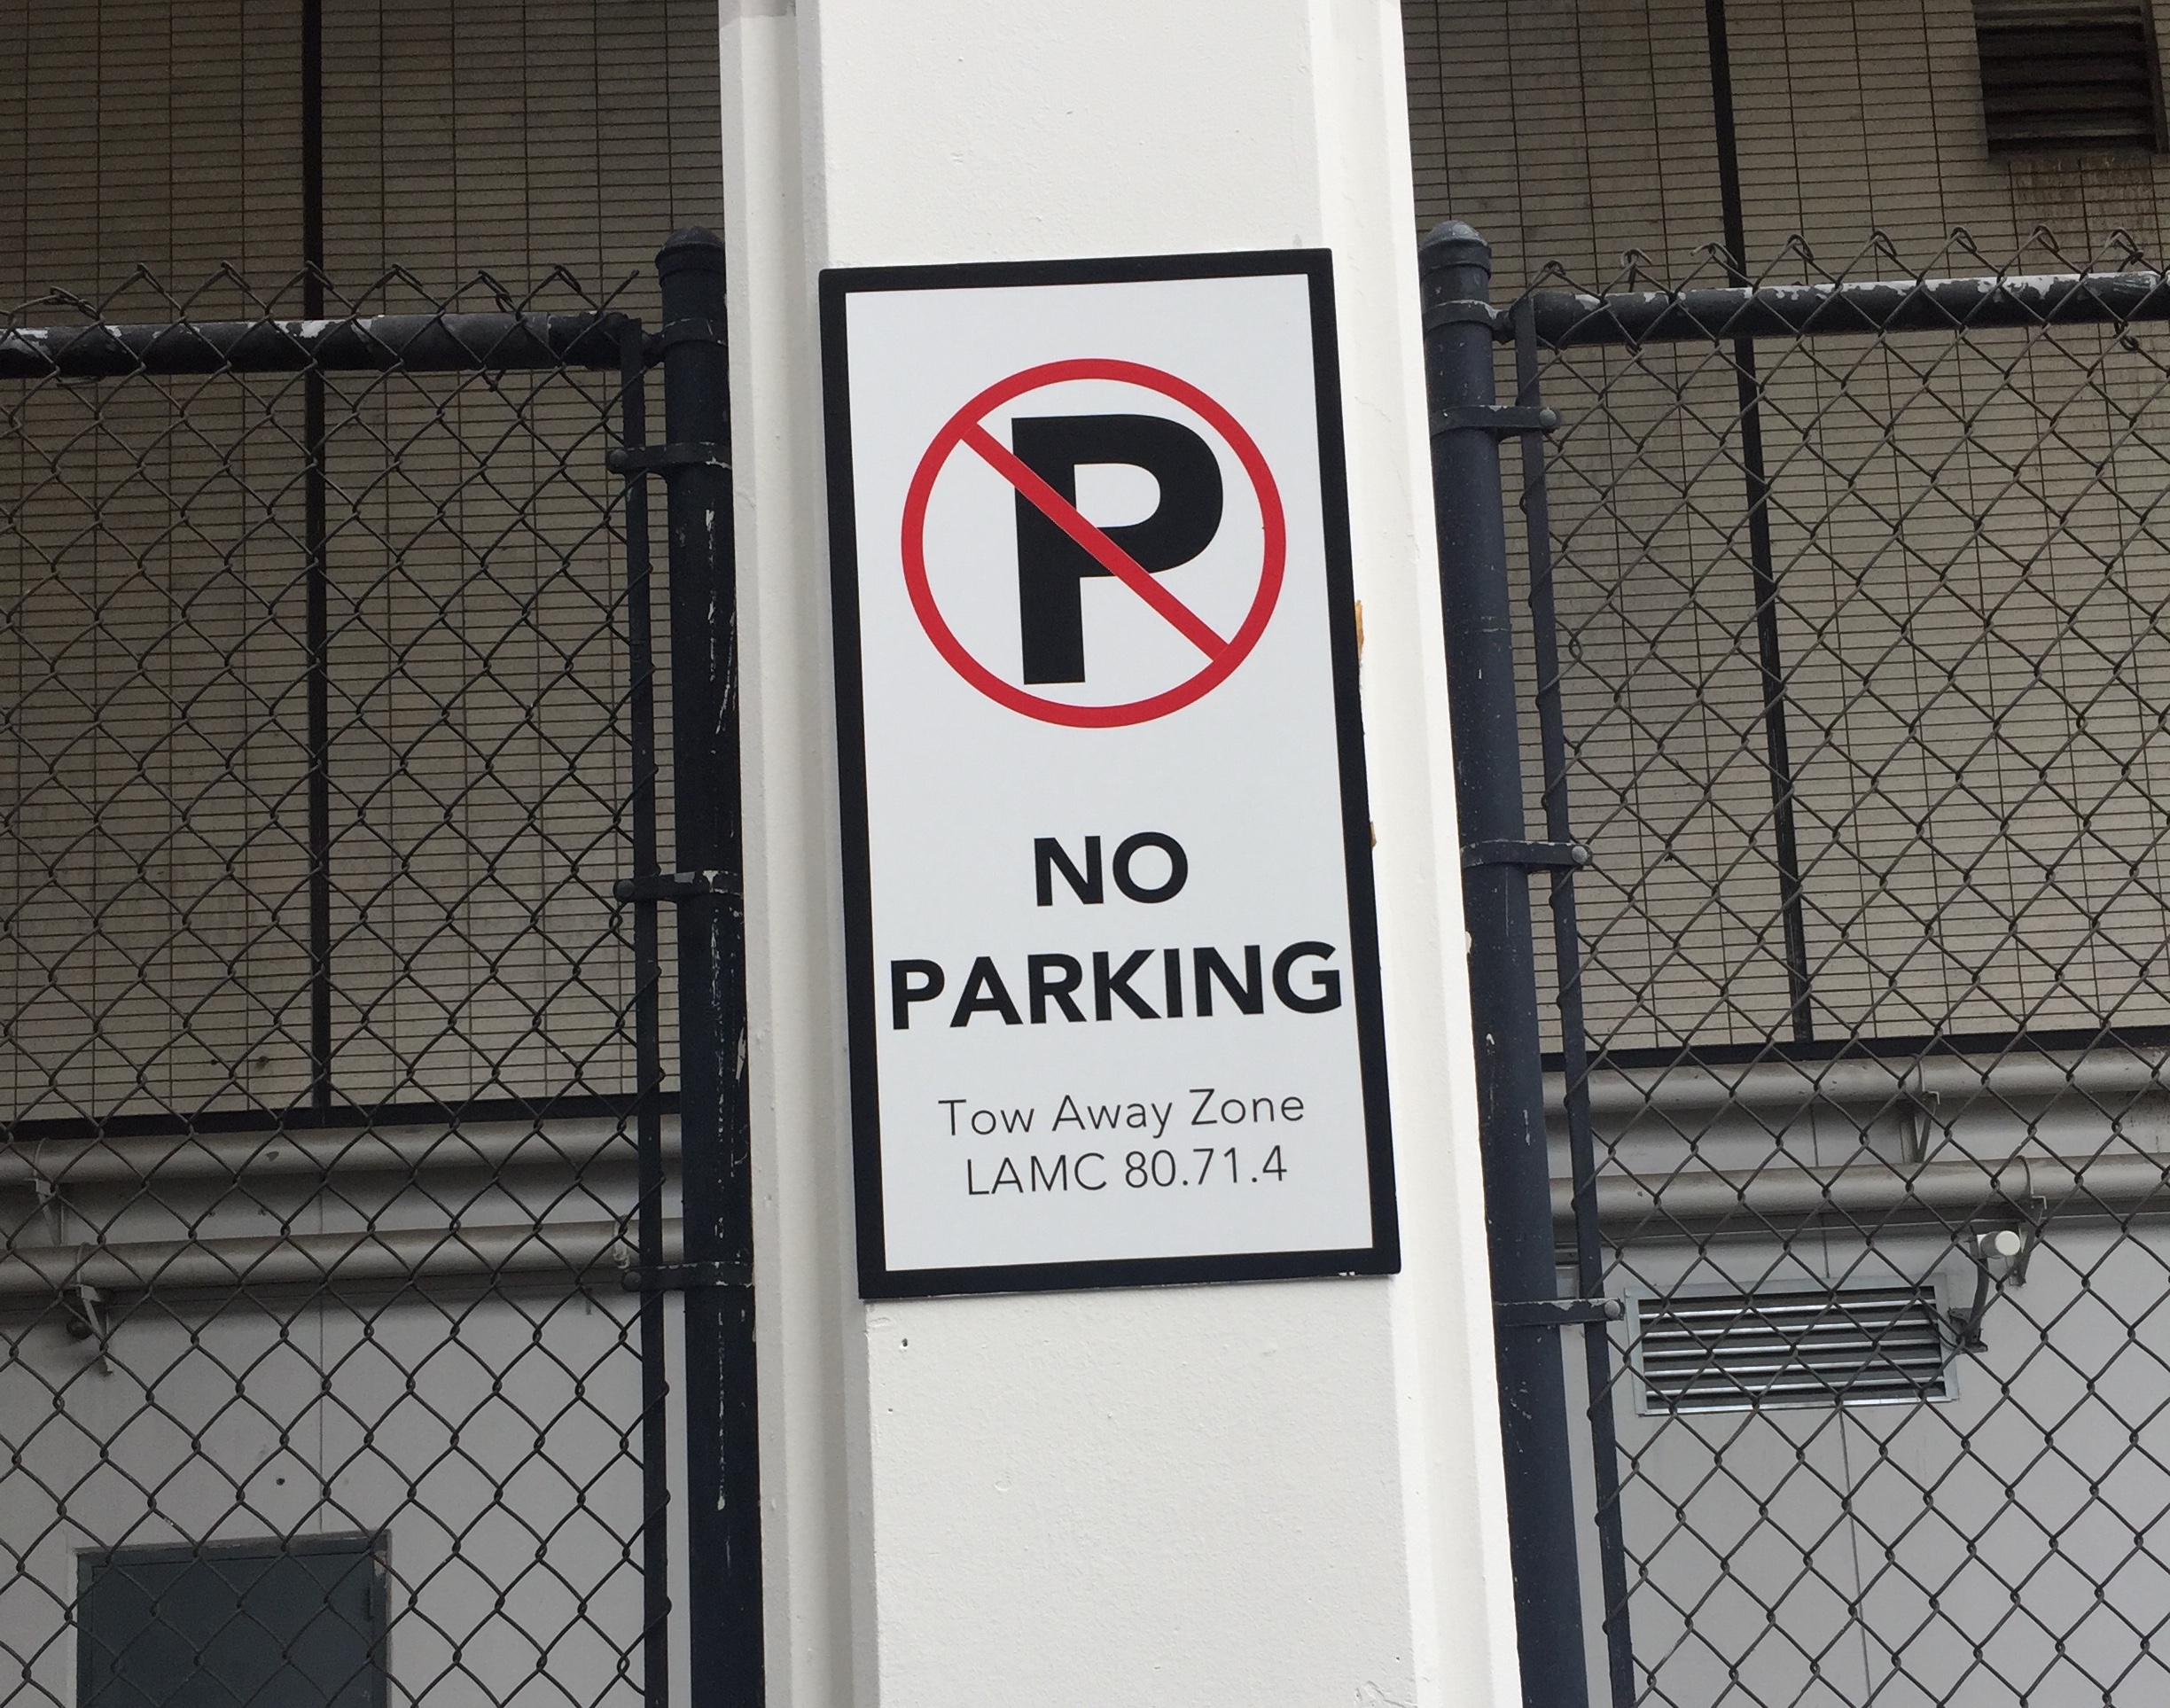 P
NO
PARKING
Tow Away Zone
LAMC 80.71.4